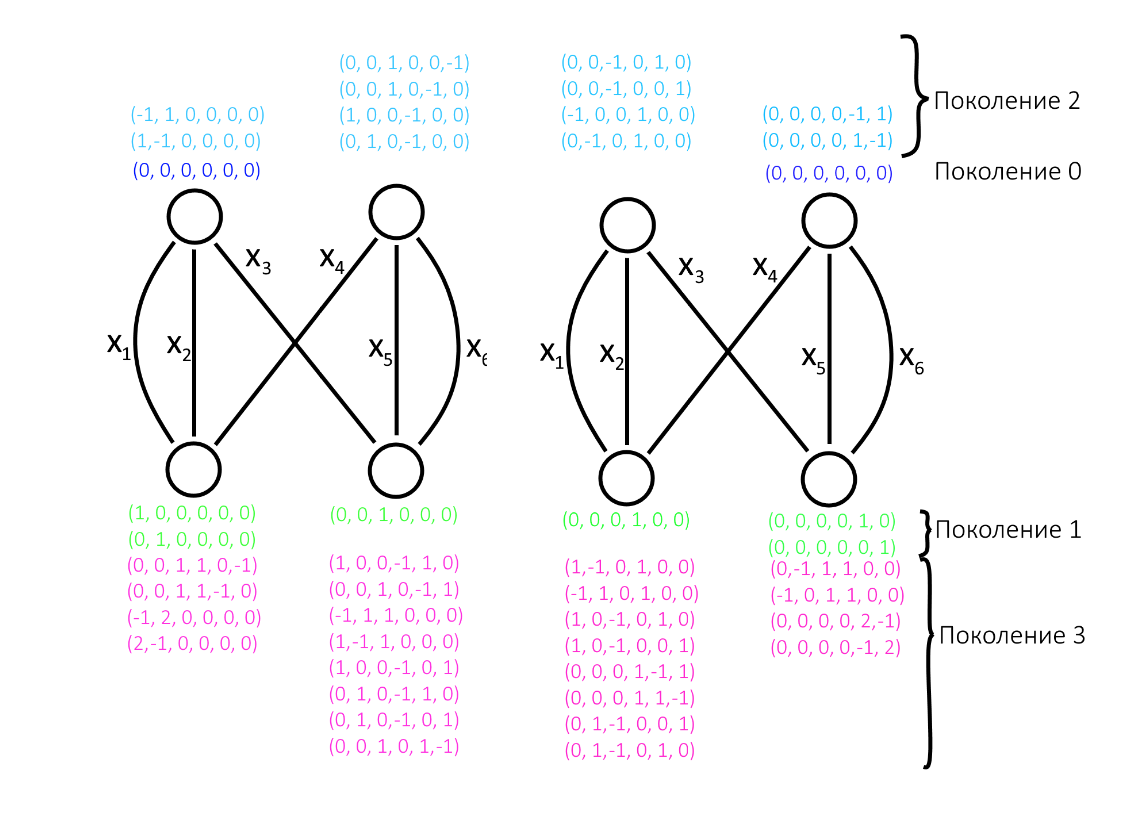 (0, 0, 1, 0, 0,-1)
(0, 0, 1, 0,-1, 0)
(1, 0, 0,-1, 0, 0)
(0, 1, 0,-1, 0, 0)
(0, 0,-1, 0, 1, 0)
(0, 0,-1, 0, 0, 1)
(-1, 0, 0, 1, 0, 0)
(0,-1, 0, 1, 0, 0)
(-1, 1, 0, 0, 0, 0)
(1,-1, 0, 0, 0, 0)
(0, 0, 0, 0, 0, 0)
(0, 0, 0, 0,-1, 1)
(0, 0, 0, 0, 1,-1)
(0, 0, 0, 0, 0, 0)
Поколение 2
Поколение 0
x₃
x₄
x₁
x₂
x₅
x₆
x₃
x₄
x₁
x₂
x₅
x₆
(1, 0, 0, 0, 0, 0)
(0, 1, 0, 0, 0, 0)
(0, 0, 1, 1, 0,-1)
(0, 0, 1, 1,-1, 0)
(-1, 2, 0, 0, 0, 0)
(2,-1, 0, 0, 0, 0)
(0, 0, 1, 0, 0, 0)
(1, 0, 0,-1, 1, 0)
(0, 0, 1, 0,-1, 1)
(-1, 1, 1, 0, 0, 0)
(1,-1, 1, 0, 0, 0)
(1, 0, 0,-1, 0, 1)
(0, 1, 0,-1, 1, 0)
(0, 1, 0,-1, 0, 1)
(0, 0, 1, 0, 1,-1)
(0, 0, 0, 1, 0, 0)
(1,-1, 0, 1, 0, 0)
(-1, 1, 0, 1, 0, 0)
(1, 0,-1, 0, 1, 0)
(1, 0,-1, 0, 0, 1)
(0, 0, 0, 1,-1, 1)
(0, 0, 0, 1, 1,-1)
(0, 1,-1, 0, 0, 1)
(0, 1,-1, 0, 1, 0)
(0, 0, 0, 0, 1, 0)
(0, 0, 0, 0, 0, 1)
(0,-1, 1, 1, 0, 0)
(-1, 0, 1, 1, 0, 0)
(0, 0, 0, 0, 2,-1)
(0, 0, 0, 0,-1, 2)
Поколение 1
Поколение 3